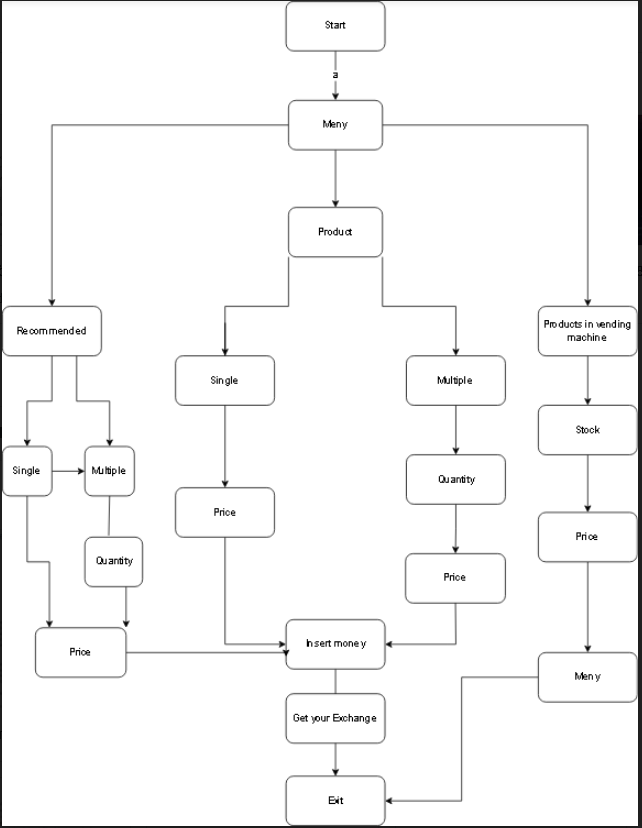 Start
a
Meny
Product
Recommended
Products in vending
machine
Single
Multiple
Stock
Single
Multiple
Quantity
Price
Price
Quantity
Price
Price
Insert money
Meny
Get your Exchange
Exit